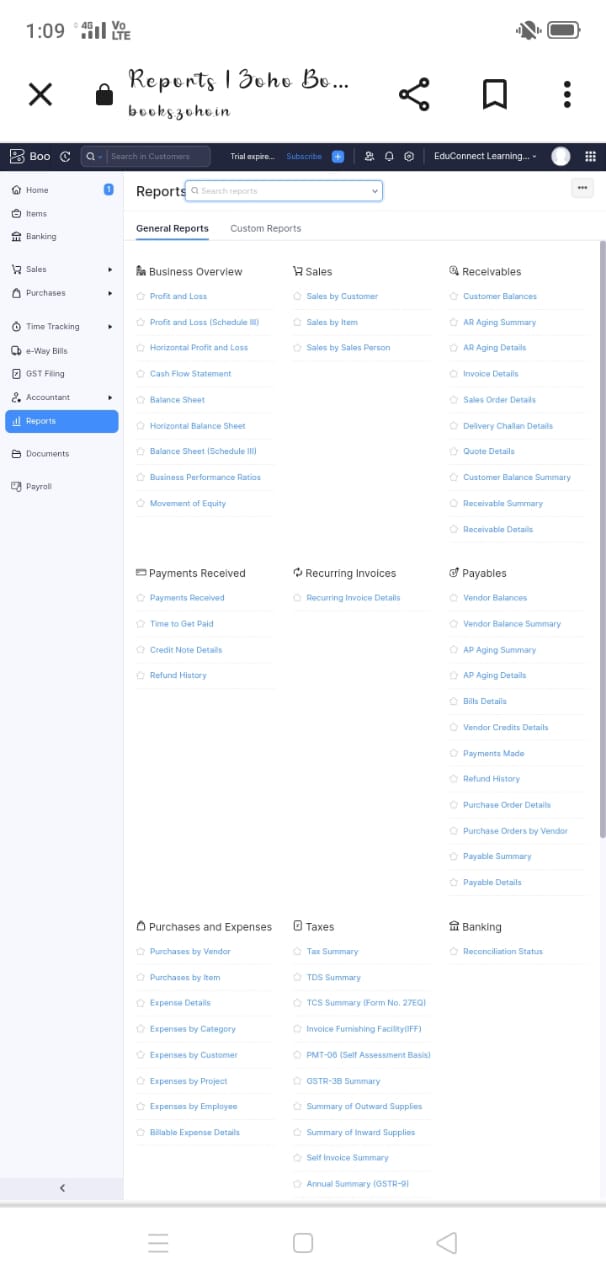 1:09 4G Vo LTE
Reports | Zoho Bo...
books.zoho.in
Boo Search in Customers Trial expire... Subscribe EduConnect Learning...
Home 1
Items
Banking
Sales
Purchases
Time Tracking
e-Way Bills
GST Filing
Accountant
Reports
Documents
Payroll
Reports Search reports
General Reports Custom Reports
Business Overview
Profit and Loss
Profit and Loss (Schedule III)
Horizontal Profit and Loss
Cash Flow Statement
Balance Sheet
Horizontal Balance Sheet
Balance Sheet (Schedule III)
Business Performance Ratios
Movement of Equity
Sales
Sales by Customer
Sales by Item
Sales by Sales Person
Receivables
Customer Balances
AR Aging Summary
AR Aging Details
Invoice Details
Sales Order Details
Delivery Challan Details
Quote Details
Customer Balance Summary
Receivable Summary
Receivable Details
Payments Received
Payments Received
Time to Get Paid
Credit Note Details
Refund History
Recurring Invoices
Recurring Invoice Details
Payables
Vendor Balances
Vendor Balance Summary
AP Aging Summary
AP Aging Details
Bills Details
Vendor Credits Details
Payments Made
Refund History
Purchase Order Details
Purchase Orders by Vendor
Payable Summary
Payable Details
Purchases and Expenses
Purchases by Vendor
Purchases by Item
Expense Details
Expenses by Category
Expenses by Customer
Expenses by Project
Expenses by Employee
Billable Expense Details
Taxes
Tax Summary
TDS Summary
TCS Summary (Form No. 27EQ)
Invoice Furnishing Facility(IFF)
PMT-06 (Self Assessment Basis)
GSTR-3B Summary
Summary of Outward Supplies
Summary of Inward Supplies
Self Invoice Summary
Annual Summary (GSTR-9)
Banking
Reconciliation Status